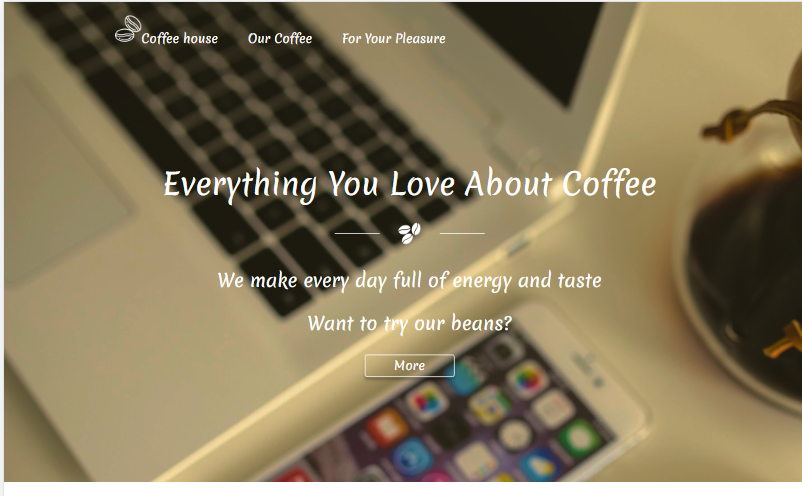 Coffee house Our Coffee For Your Pleasure
Everything You Love About Coffee
We make every day full of energy and taste
Want to try our beans?
More